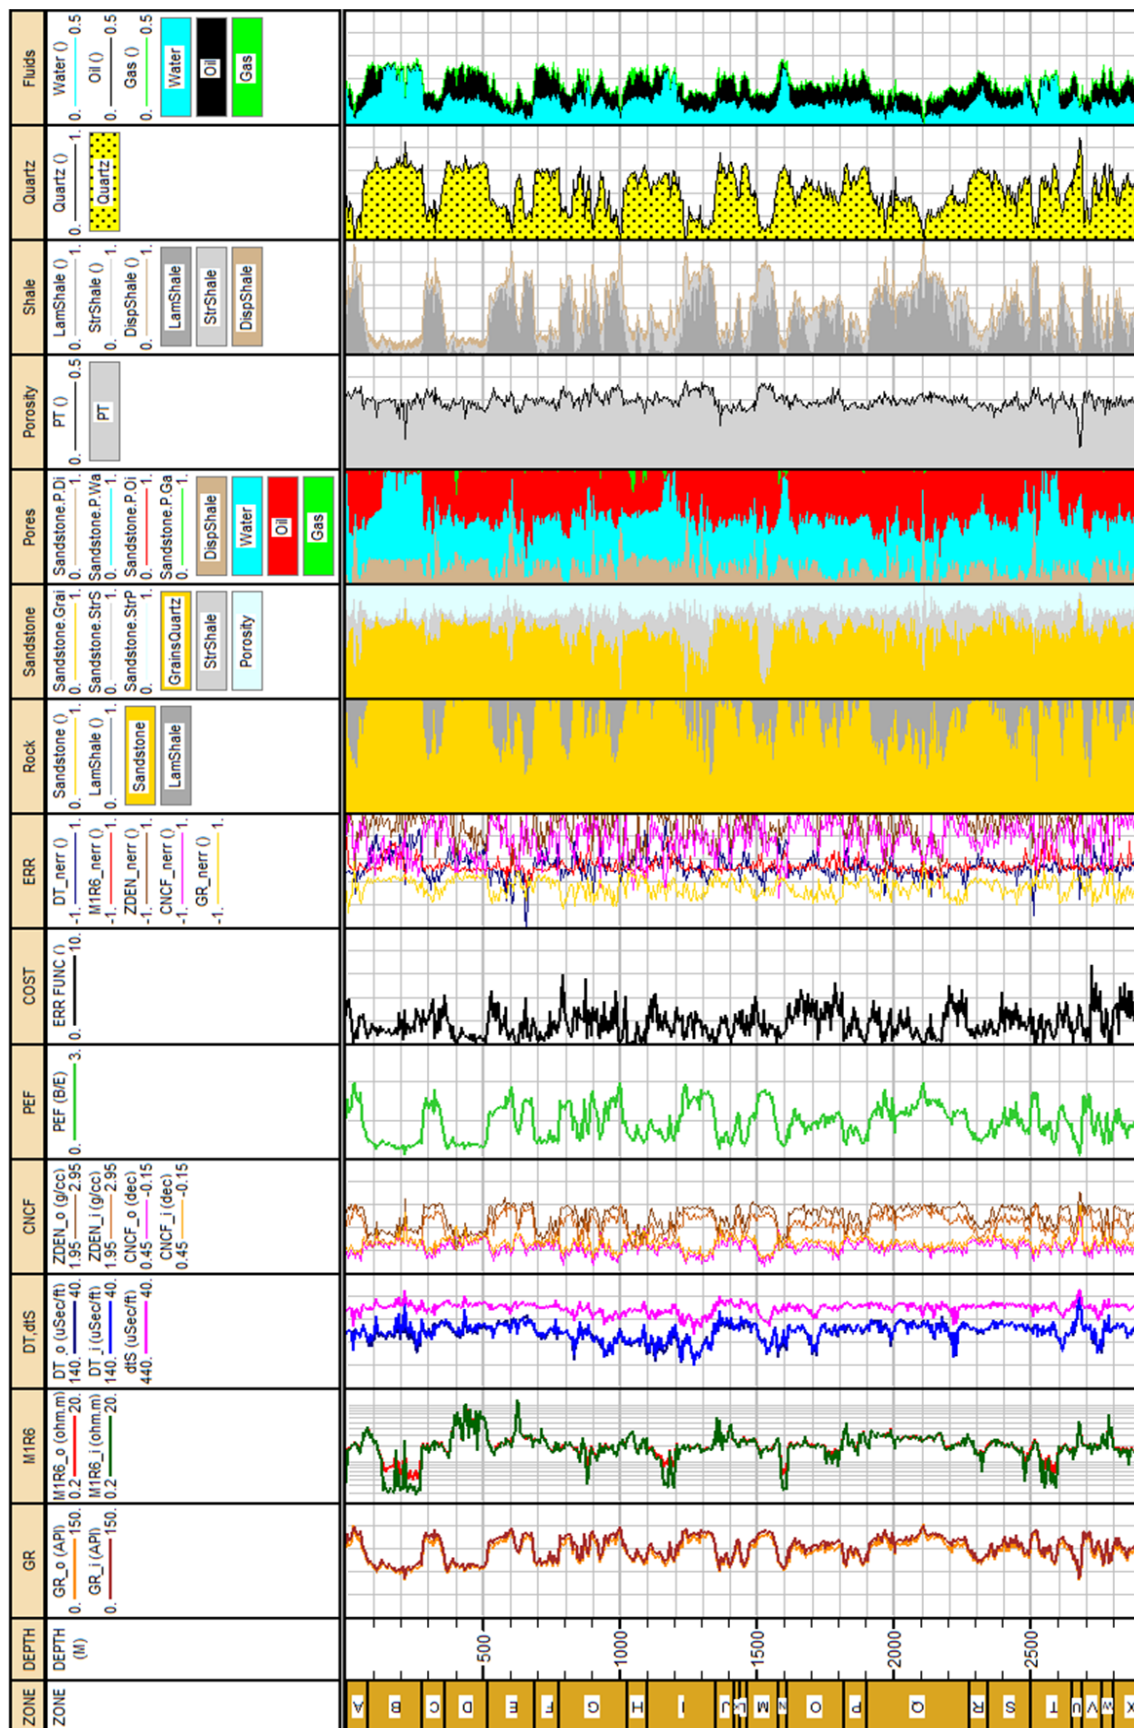 ZONE
ZONE
DEPTH
DEPTH
(M)
GR
GR_o (API)
0. 150.
GR_i (API)
0. 150.
M1R6
M1R6_o (ohm.m)
0.2 20.
M1R6_i (ohm.m)
0.2 20.
DT,dtS
DT_o (uSec/ft)
140. 40.
DT_i (uSec/ft)
140. 40.
dtS (uSec/ft)
440. 40.
CNCF
ZDEN_o (g/cc)
1.95 2.95
ZDEN_i (g/cc)
1.95 2.95
CNCF_o (dec)
0.45 -0.15
CNCF_i (dec)
0.45 -0.15
PEF
PEF (B/E)
0. 3.
COST
ERR FUNC ()
0. 10.
ERR
DT_nerr ()
-1. 1.
M1R6_nerr ()
-1. 1.
ZDEN_nerr ()
-1. 1.
CNCF_nerr ()
-1. 1.
GR_nerr ()
-1. 1.
Rock
Sandstone ()
0. 1.
LamShale ()
0. 1.
Sandstone
LamShale
Sandstone
Sandstone.Grai
0. 1.
Sandstone.StrS
0. 1.
Sandstone.StrP
0. 1.
GrainsQuartz
StrShale
Porosity
Pores
Sandstone.P.Di
0. 1.
Sandstone.P.Wa
0. 1.
Sandstone.P.Oi
0. 1.
Sandstone.P.Ga
0. 1.
DispShale
Water
Oil
Gas
Porosity
PT ()
0. 0.5
PT
Shale
LamShale ()
0. 1.
StrShale ()
0. 1.
DispShale ()
0. 1.
LamShale
StrShale
DispShale
Quartz
Quartz ()
0. 1.
Quartz
Fluids
Water ()
0. 0.5
Oil ()
0. 0.5
Gas ()
0. 0.5
Water
Oil
Gas
A
B
C
D
E
F
G
H
I
J
M
N
O
P
Q
R
S
T
U
V
W
X
500
1000
1500
2000
2500